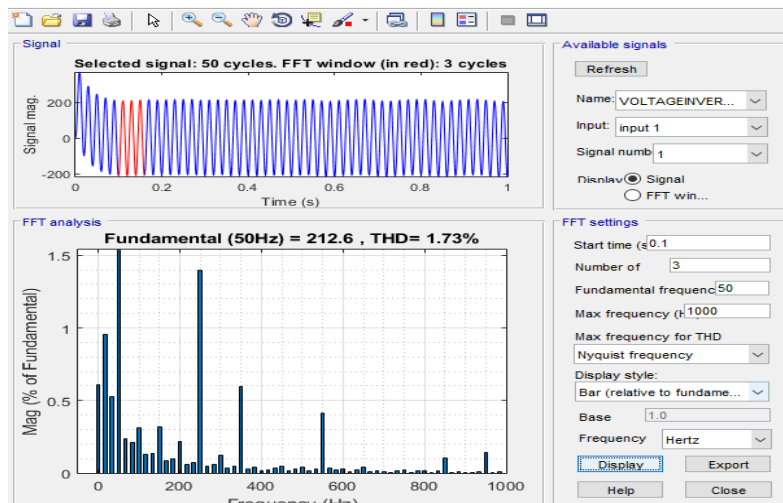 Signal
Selected signal: 50 cycles. FFT window (in red): 3 cycles
Signal mag.
200
0
-200
0
0.2
0.4
0.6
0.8
1
Time (s)
Available signals
Refresh
Name:
VOLTAGEINVER...
Input:
input 1
Signal numb
1
Display
Signal
FFT win...
FFT analysis
Fundamental (50Hz) = 212.6 , THD= 1.73%
Mag (% of Fundamental)
1.5
1
0.5
0
0
200
400
600
800
1000
Frequency (Hz)
FFT settings
Start time (s
0.1
Number of
3
Fundamental frequenc
50
Max frequency (H
1000
Max frequency for THD
Nyquist frequency
Display style:
Bar (relative to fundame...
Base
1.0
Frequency
Hertz
Display
Export
Help
Close